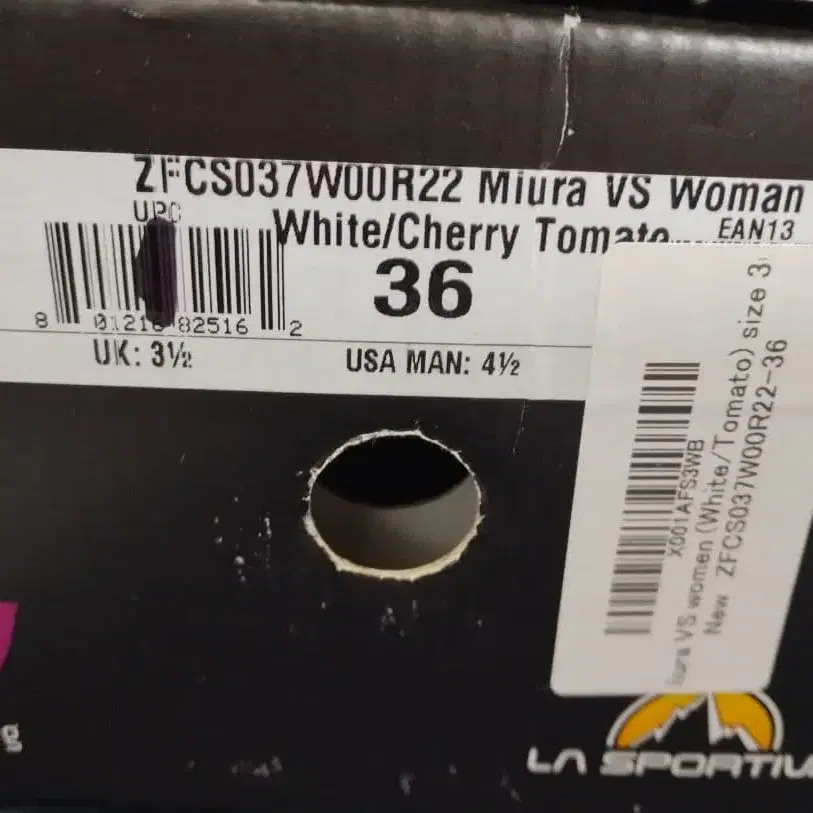 ZFCS037W00R22 Miura VS Woman
UPC
White/Cherry Tomato
EAN13
36
8 01216 82516 2
UK: 3½
USA MAN: 4½
X001AFS3WB
VS women (White/Tomato) size 3
New ZFCS037W00R22-36
g
LA SPORTIV